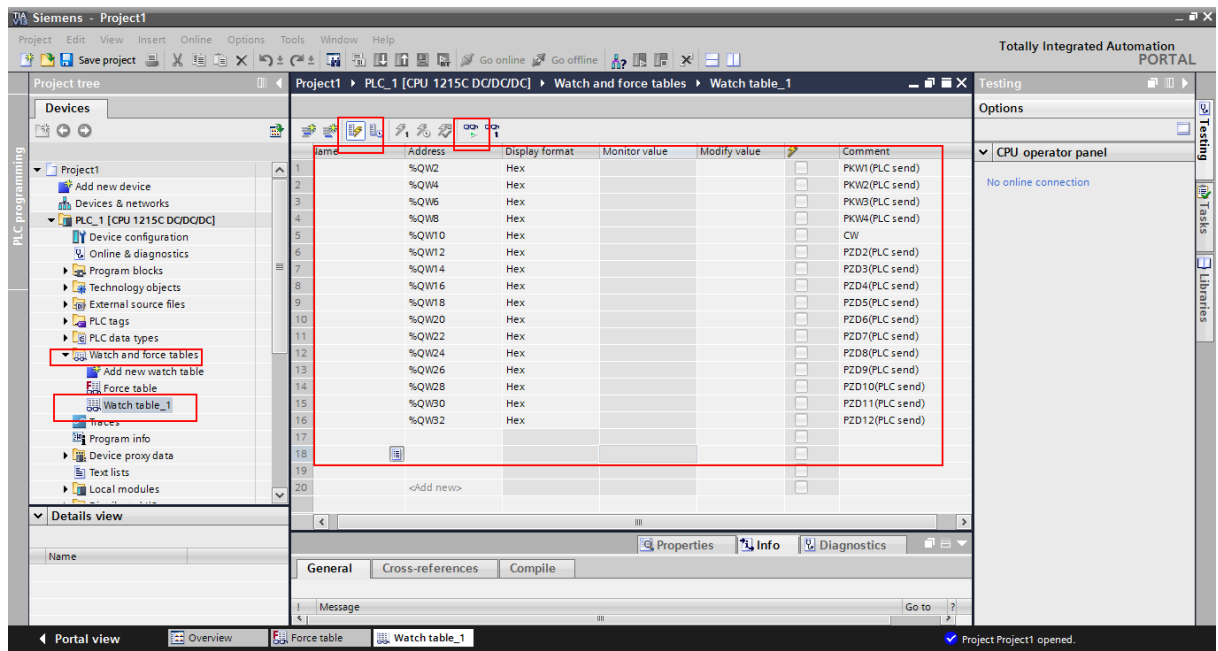 Siemens - Project1
Project Edit View Insert Online Options Tools Window Help
Totally Integrated Automation
PORTAL
Save project Go online Go offline
Project tree
Project1 PLC_1 [CPU 1215C DC/DC/DC] Watch and force tables Watch table_1
Testing
Devices
Options
PLC programming
Project1
Add new device
Devices & networks
PLC_1 [CPU 1215C DC/DC/DC]
Device configuration
Online & diagnostics
Program blocks
Technology objects
External source files
PLC tags
PLC data types
Watch and force tables
Add new watch table
Force table
Watch table_1
Traces
Program info
Device proxy data
Text lists
Local modules
Details view
Name
Name Address Display format Monitor value Modify value Comment
1 %QW2 Hex PKW1(PLC send)
2 %QW4 Hex PKW2(PLC send)
3 %QW6 Hex PKW3(PLC send)
4 %QW8 Hex PKW4(PLC send)
5 %QW10 Hex CW
6 %QW12 Hex PZD2(PLC send)
7 %QW14 Hex PZD3(PLC send)
8 %QW16 Hex PZD4(PLC send)
9 %QW18 Hex PZD5(PLC send)
10 %QW20 Hex PZD6(PLC send)
11 %QW22 Hex PZD7(PLC send)
12 %QW24 Hex PZD8(PLC send)
13 %QW26 Hex PZD9(PLC send)
14 %QW28 Hex PZD10(PLC send)
15 %QW30 Hex PZD11(PLC send)
16 %QW32 Hex PZD12(PLC send)
17
18
19
20 <Add new>
Properties Info Diagnostics
General Cross-references Compile
! Message Go to ?
CPU operator panel
No online connection
Testing
Tasks
Libraries
Portal view Overview Force table Watch table_1 Project Project1 opened.